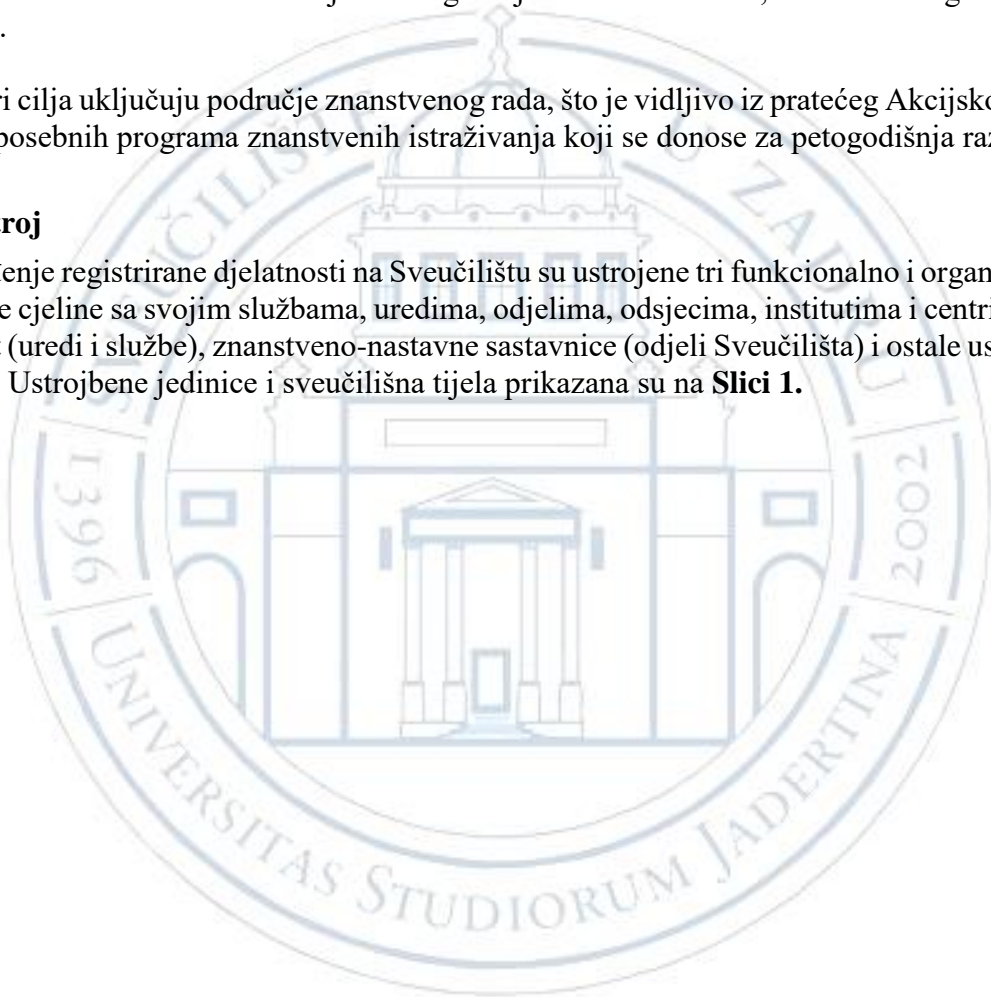 .
ri cilja uključuju područje znanstvenog rada, što je vidljivo iz pratećeg Akcijsko
posebnih programa znanstvenih istraživanja koji se donose za petogodišnja raz
roj
enje registrirane djelatnosti na Sveučilištu su ustrojene tri funkcionalno i organ
e cjeline sa svojim službama, uredima, odjelima, odsjecima, institutima i centri
(uredi i službe), znanstveno-nastavne sastavnice (odjeli Sveučilišta) i ostale us
Ustrojbene jedinice i sveučilišna tijela prikazana su na Slici 1.
SVEUČILIŠTE U ZADRU
1396
2002
UNIVERSITAS STUDIORUM JADERTINA